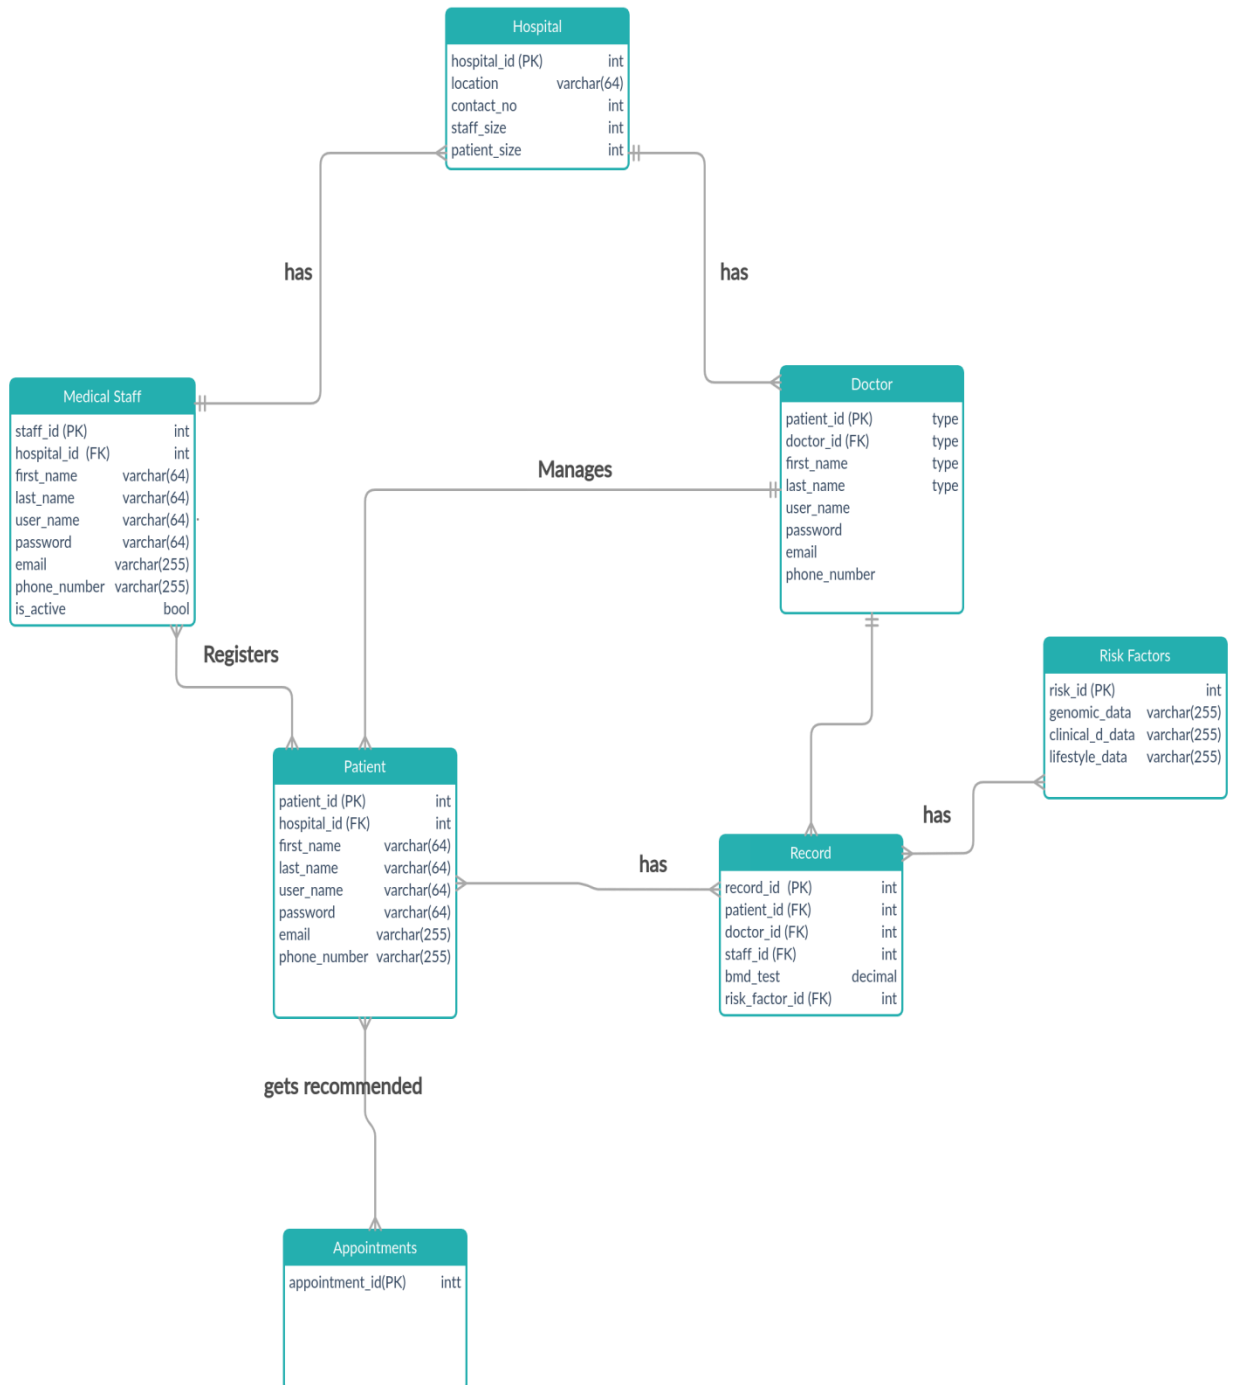 Hospital
hospital_id (PK) int
location varchar(64)
contact_no int
staff_size int
patient_size int
has
has
Medical Staff
staff_id (PK) int
hospital_id (FK) int
first_name varchar(64)
last_name varchar(64)
user_name varchar(64)
password varchar(64)
email varchar(255)
phone_number varchar(255)
is_active bool
Doctor
patient_id (PK) type
doctor_id (FK) type
first_name type
last_name type
user_name
password
email
phone_number
Manages
Registers
Risk Factors
risk_id (PK) int
genomic_data varchar(255)
clinical_d_data varchar(255)
lifestyle_data varchar(255)
Patient
patient_id (PK) int
hospital_id (FK) int
first_name varchar(64)
last_name varchar(64)
user_name varchar(64)
password varchar(64)
email varchar(255)
phone_number varchar(255)
has
has
Record
record_id (PK) int
patient_id (FK) int
doctor_id (FK) int
staff_id (FK) int
bmd_test decimal
risk_factor_id (FK) int
gets recommended
Appointments
appointment_id(PK) intt